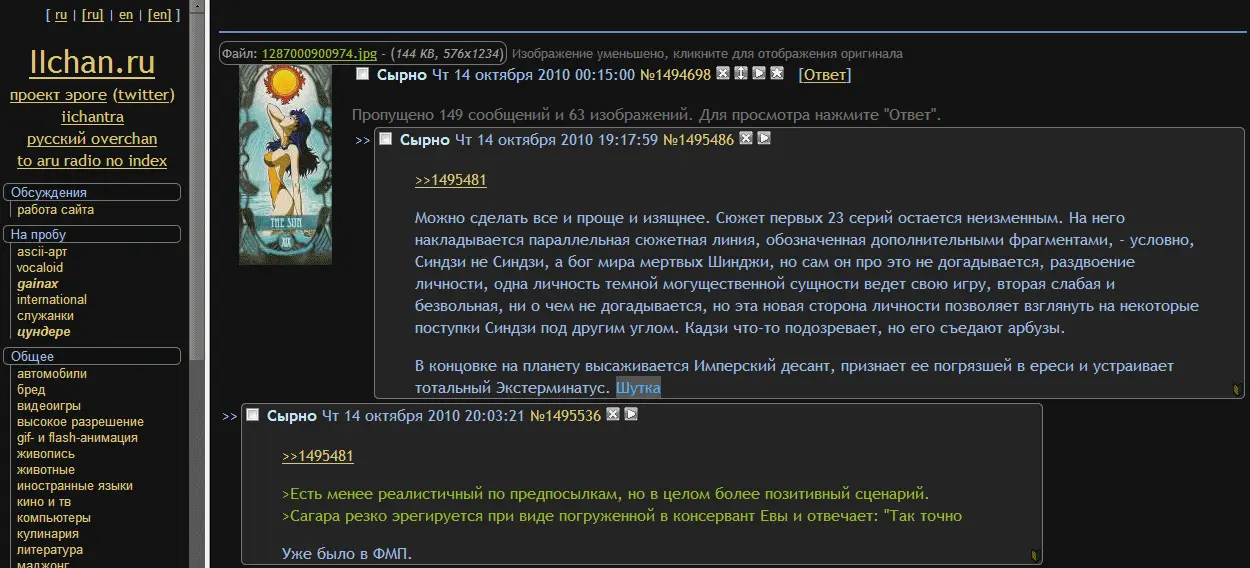 [ ru | [ru] | en | [en] ]
IIchan.ru
проект эроге (twitter)
iichantra
русский overchan
to aru radio no index
Обсуждения
работа сайта
На пробу
ascii-арт
vocaloid
gainax
international
служанки
цундере
Общее
автомобили
бред
видеоигры
высокое разрешение
gif- и flash-анимация
живопись
животные
иностранные языки
кино и тв
компьютеры
кулинария
литература
маджонг
Файл: 1287000900974.jpg - (144 KB, 576x1234) Изображение уменьшено, кликните для отображения оригинала
THE SUN
XIX
Сырно Чт 14 октября 2010 00:15:00 №1494698 [Ответ]
Пропущено 149 сообщений и 63 изображений. Для просмотра нажмите "Ответ".
>> Сырно Чт 14 октября 2010 19:17:59 №1495486
>>1495481
Можно сделать все и проще и изящнее. Сюжет первых 23 серий остается неизменным. На него
накладывается параллельная сюжетная линия, обозначенная дополнительными фрагментами, - условно,
Синдзи не Синдзи, а бог мира мертвых Шинджи, но сам он про это не догадывается, раздвоение
личности, одна личность темной могущественной сущности ведет свою игру, вторая слабая и
безвольная, ни о чем не догадывается, но эта новая сторона личности позволяет взглянуть на некоторые
поступки Синдзи под другим углом. Кадзи что-то подозревает, но его съедают арбузы.
В концовке на планету высаживается Имперский десант, признает ее погрязшей в ереси и устраивает
тотальный Экстерминатус. Шутка
>> Сырно Чт 14 октября 2010 20:03:21 №1495536
>>1495481
>Есть менее реалистичный по предпосылкам, но в целом более позитивный сценарий.
>Сагара резко эрегируется при виде погруженной в консервант Евы и отвечает: "Так точно
Уже было в ФМП.